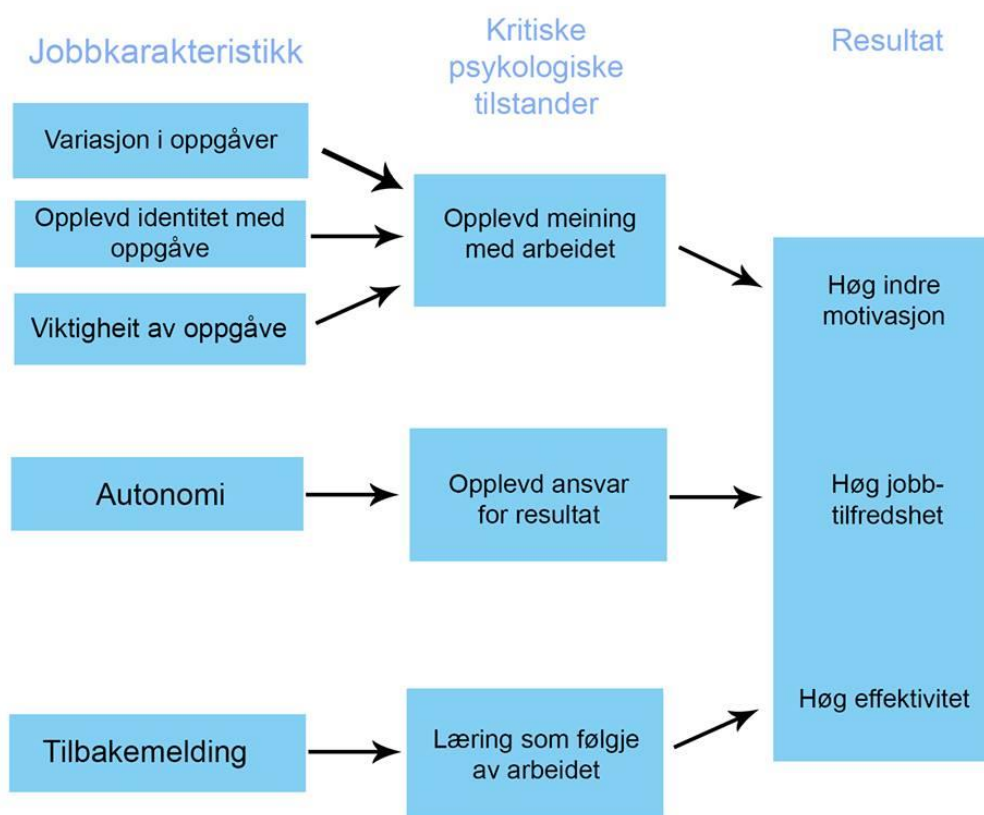 Jobbkarakteristikk
Kritiske
psykologiske
tilstander
Resultat
Variasjon i oppgåver
Opplevd identitet med
oppgåve
Viktigheit av oppgåve
Opplevd meining
med arbeidet
Høg indre
motivasjon
Autonomi
Opplevd ansvar
for resultat
Høg jobb-
tilfredshet
Tilbakemelding
Læring som følgje
av arbeidet
Høg effektivitet